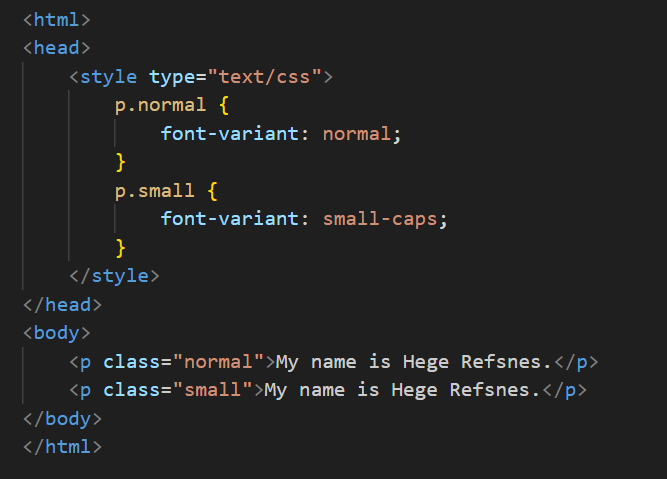 <html>
<head>
    <style type="text/css">
        p.normal {
            font-variant: normal;
        }
        p.small {
            font-variant: small-caps;
        }
    </style>
</head>
<body>
    <p class="normal">My name is Hege Refsnes.</p>
    <p class="small">My name is Hege Refsnes.</p>
</body>
</html>